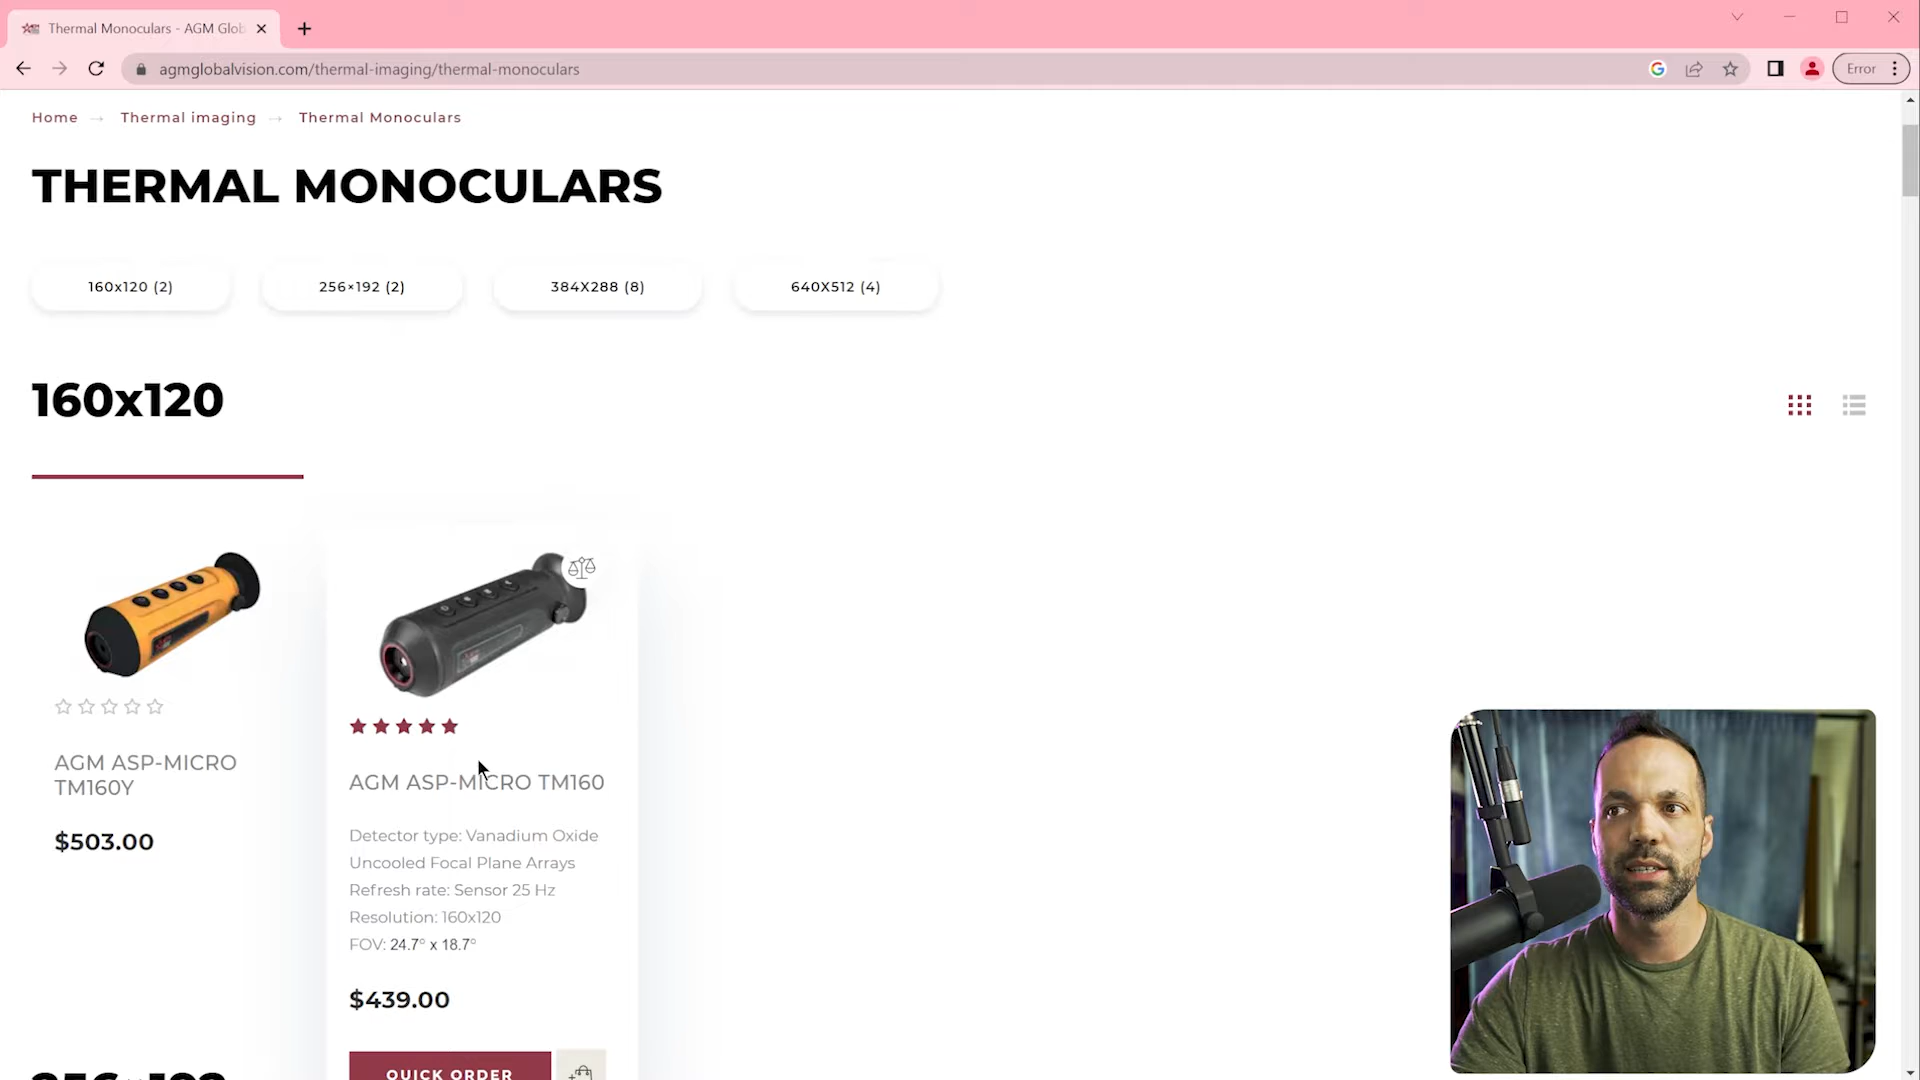 Thermal Monoculars - AGM Glob
agmglobalvision.com/thermal-imaging/thermal-monoculars
Error
Home → Thermal imaging → Thermal Monoculars
THERMAL MONOCULARS
160x120 (2)
256×192 (2)
384X288 (8)
640X512 (4)
160x120
AGM ASP-MICRO
TM160Y
$503.00
AGM ASP-MICRO TM160
Detector type: Vanadium Oxide
Uncooled Focal Plane Arrays
Refresh rate: Sensor 25 Hz
Resolution: 160x120
FOV: 24.7° x 18.7°
$439.00
QUICK ORDER
256×192